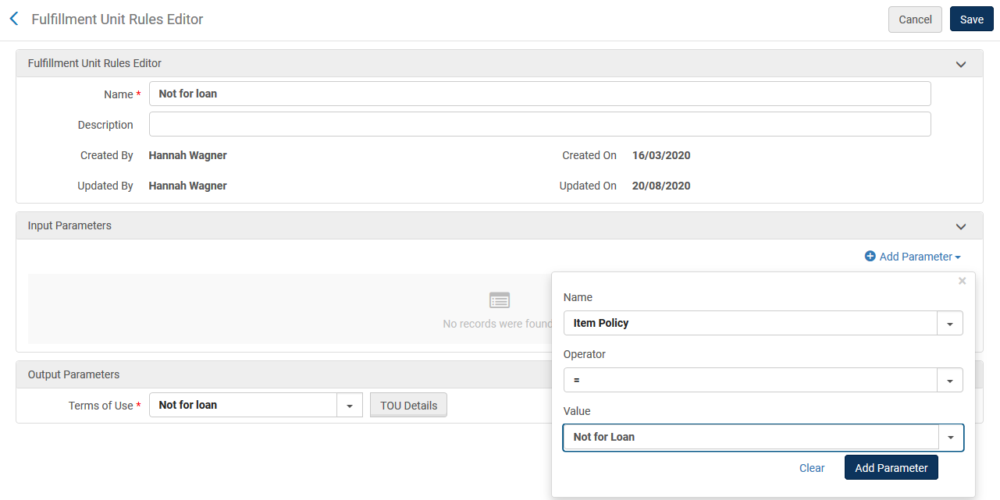 Fulfillment Unit Rules Editor
Cancel
Save
Fulfillment Unit Rules Editor
Name *
Not for loan
Description
Created By
Hannah Wagner
Created On
16/03/2020
Updated By
Hannah Wagner
Updated On
20/08/2020
Input Parameters
Add Parameter
No records were found
×
Name
Item Policy
Operator
=
Value
Not for Loan
Clear
Add Parameter
Output Parameters
Terms of Use *
Not for loan
TOU Details